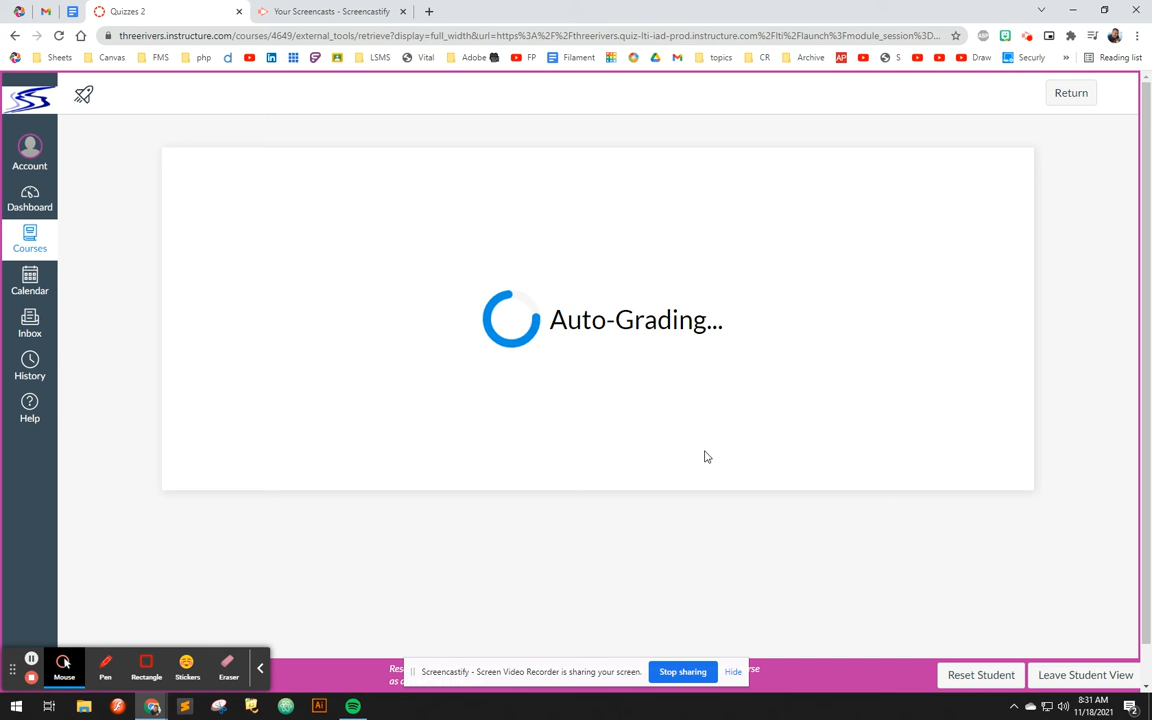 Quizzes 2
Your Screencasts - Screencastify
threerivers.instructure.com/courses/4649/external_tools/retrieve?display=full_width&url=https%3A%2F%2Fthreerivers.quiz-lti-iad-prod.instructure.com%2Flti%2Flaunch%3Fmodule_session%3D...
Sheets
Canvas
FMS
php
LSMS
Vital
Adobe
FP
Filament
topics
CR
Archive
AP
S
Draw
Securly
»
Reading list
Return
Account
Dashboard
Courses
Calendar
Inbox
History
Help
Auto-Grading...
Mouse
Pen
Rectangle
Stickers
Eraser
Screencastify - Screen Video Recorder is sharing your screen.
Stop sharing
Hide
Reset Student
Leave Student View
8:31 AM
11/18/2021
2